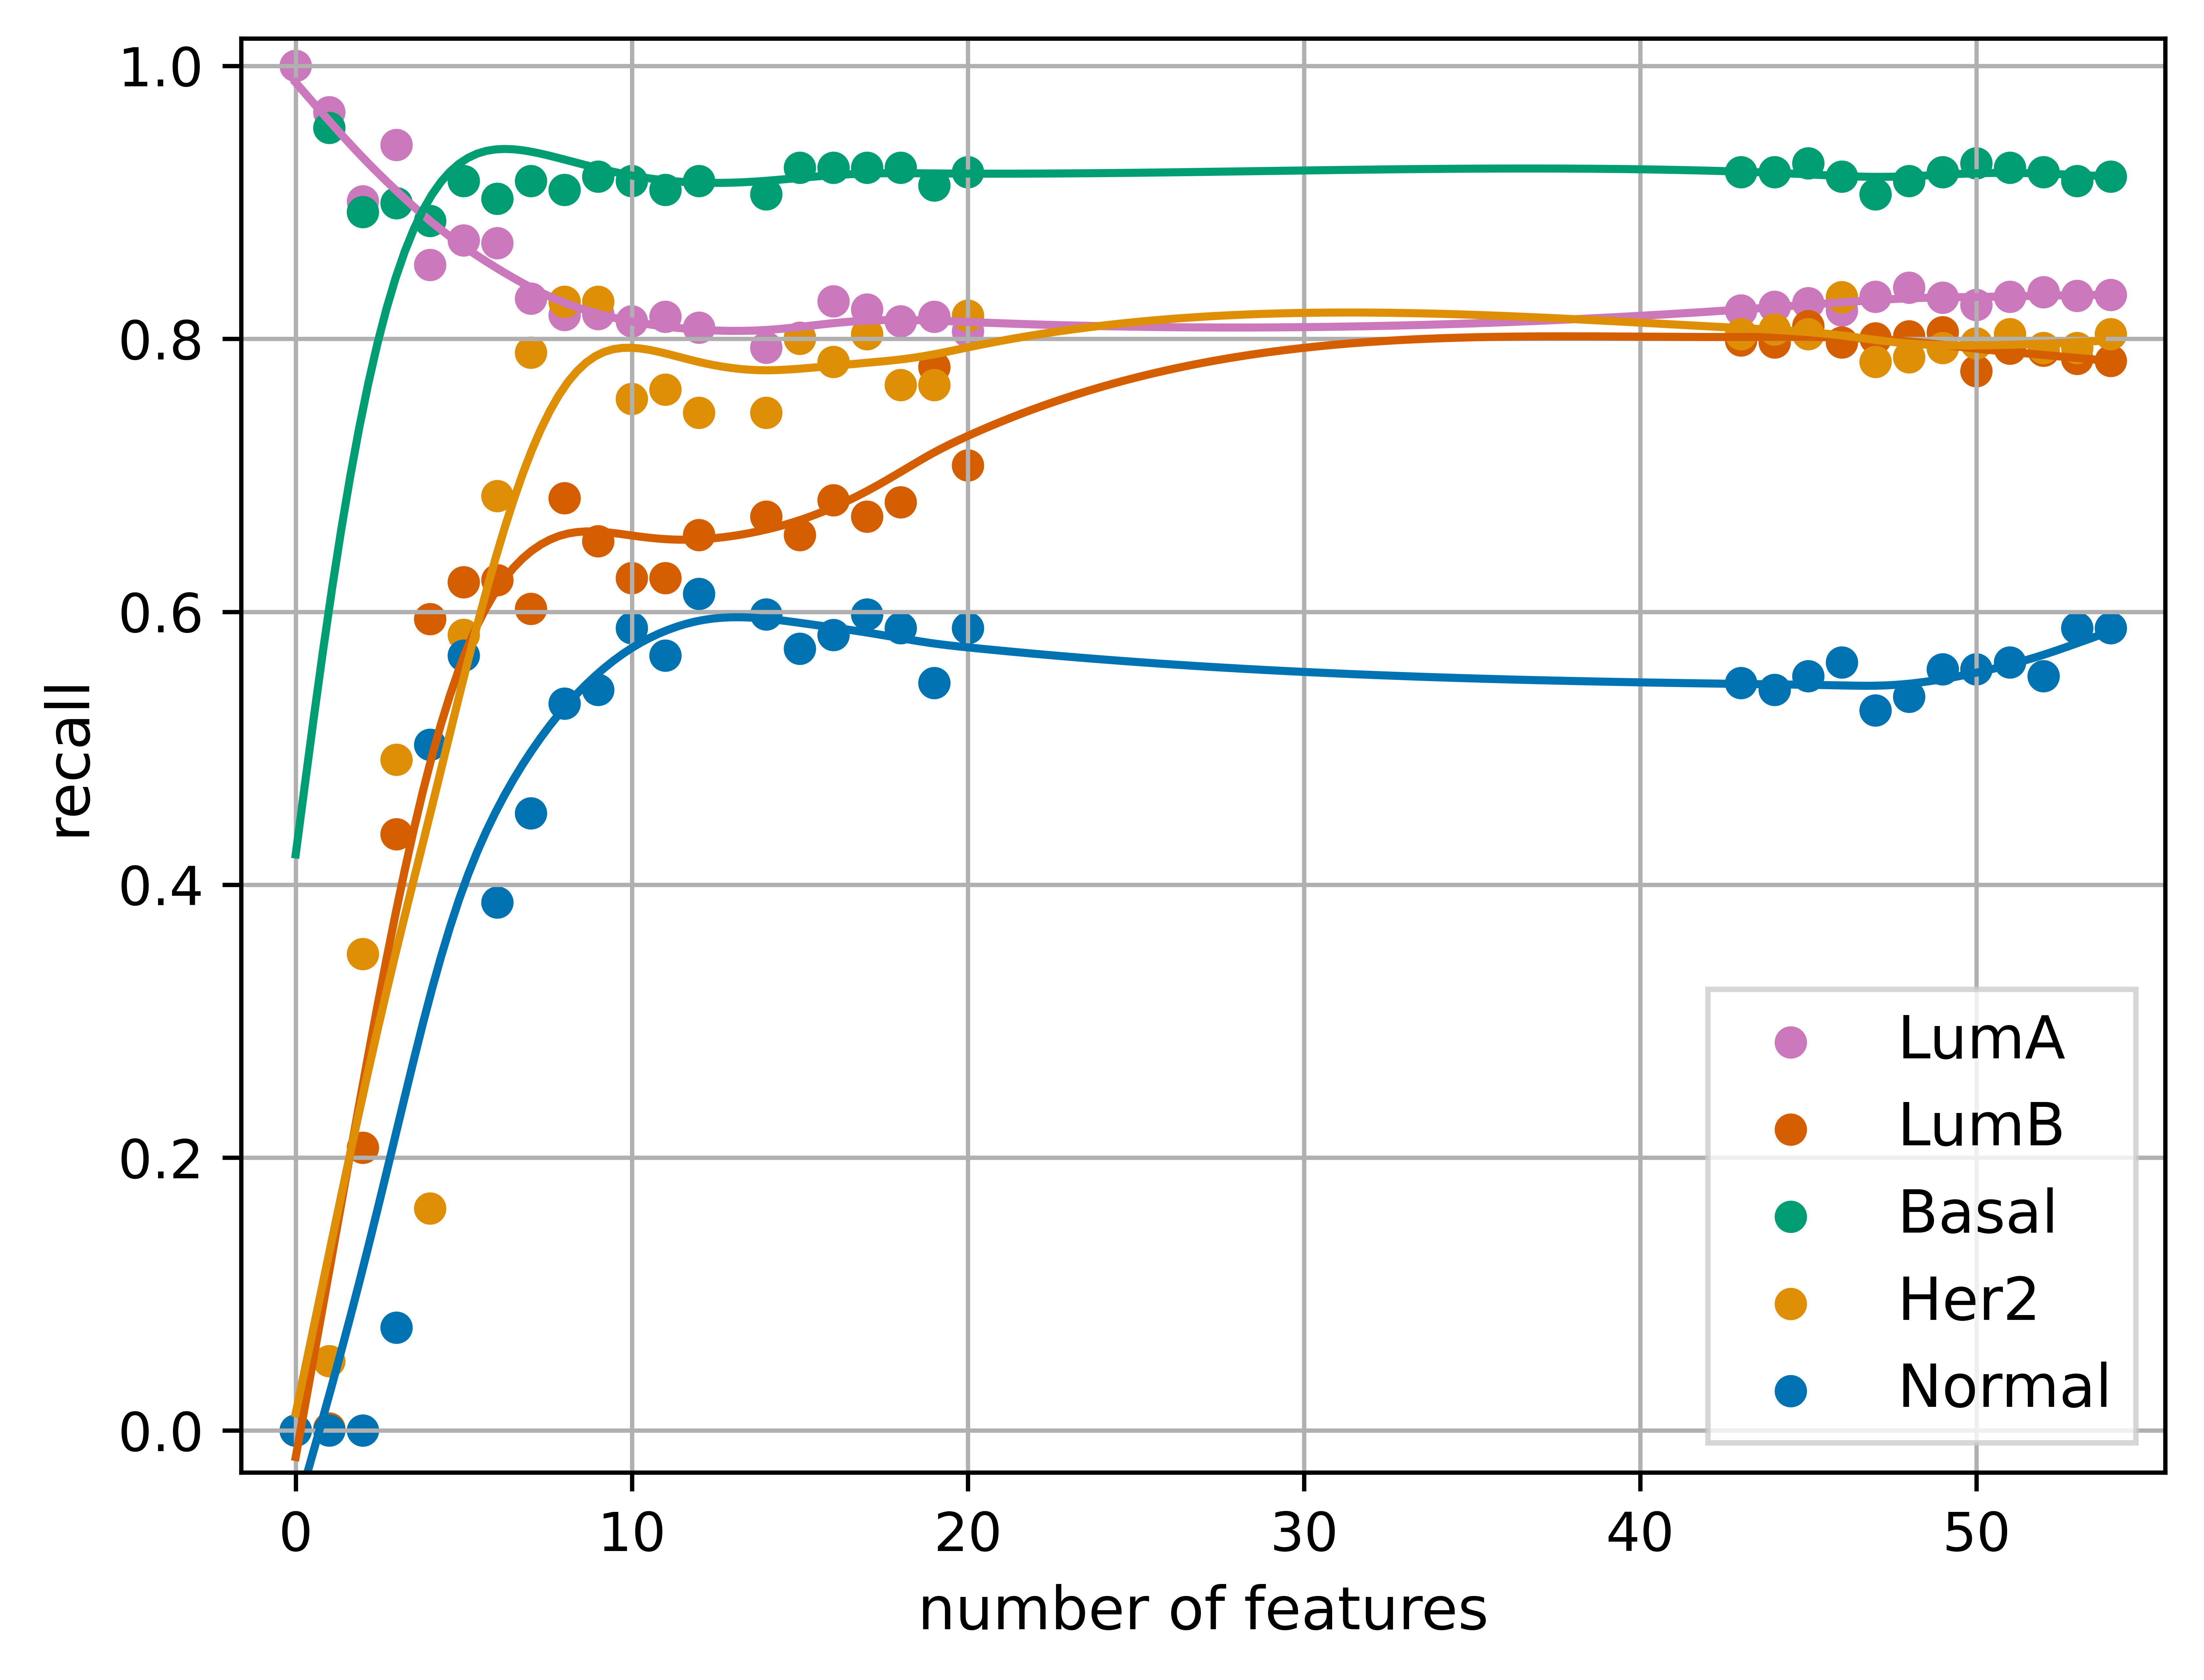 1.0
0.8
0.6
0.4
0.2
0.0
recall
0 10 20 30 40 50
number of features
LumA
LumB
Basal
Her2
Normal